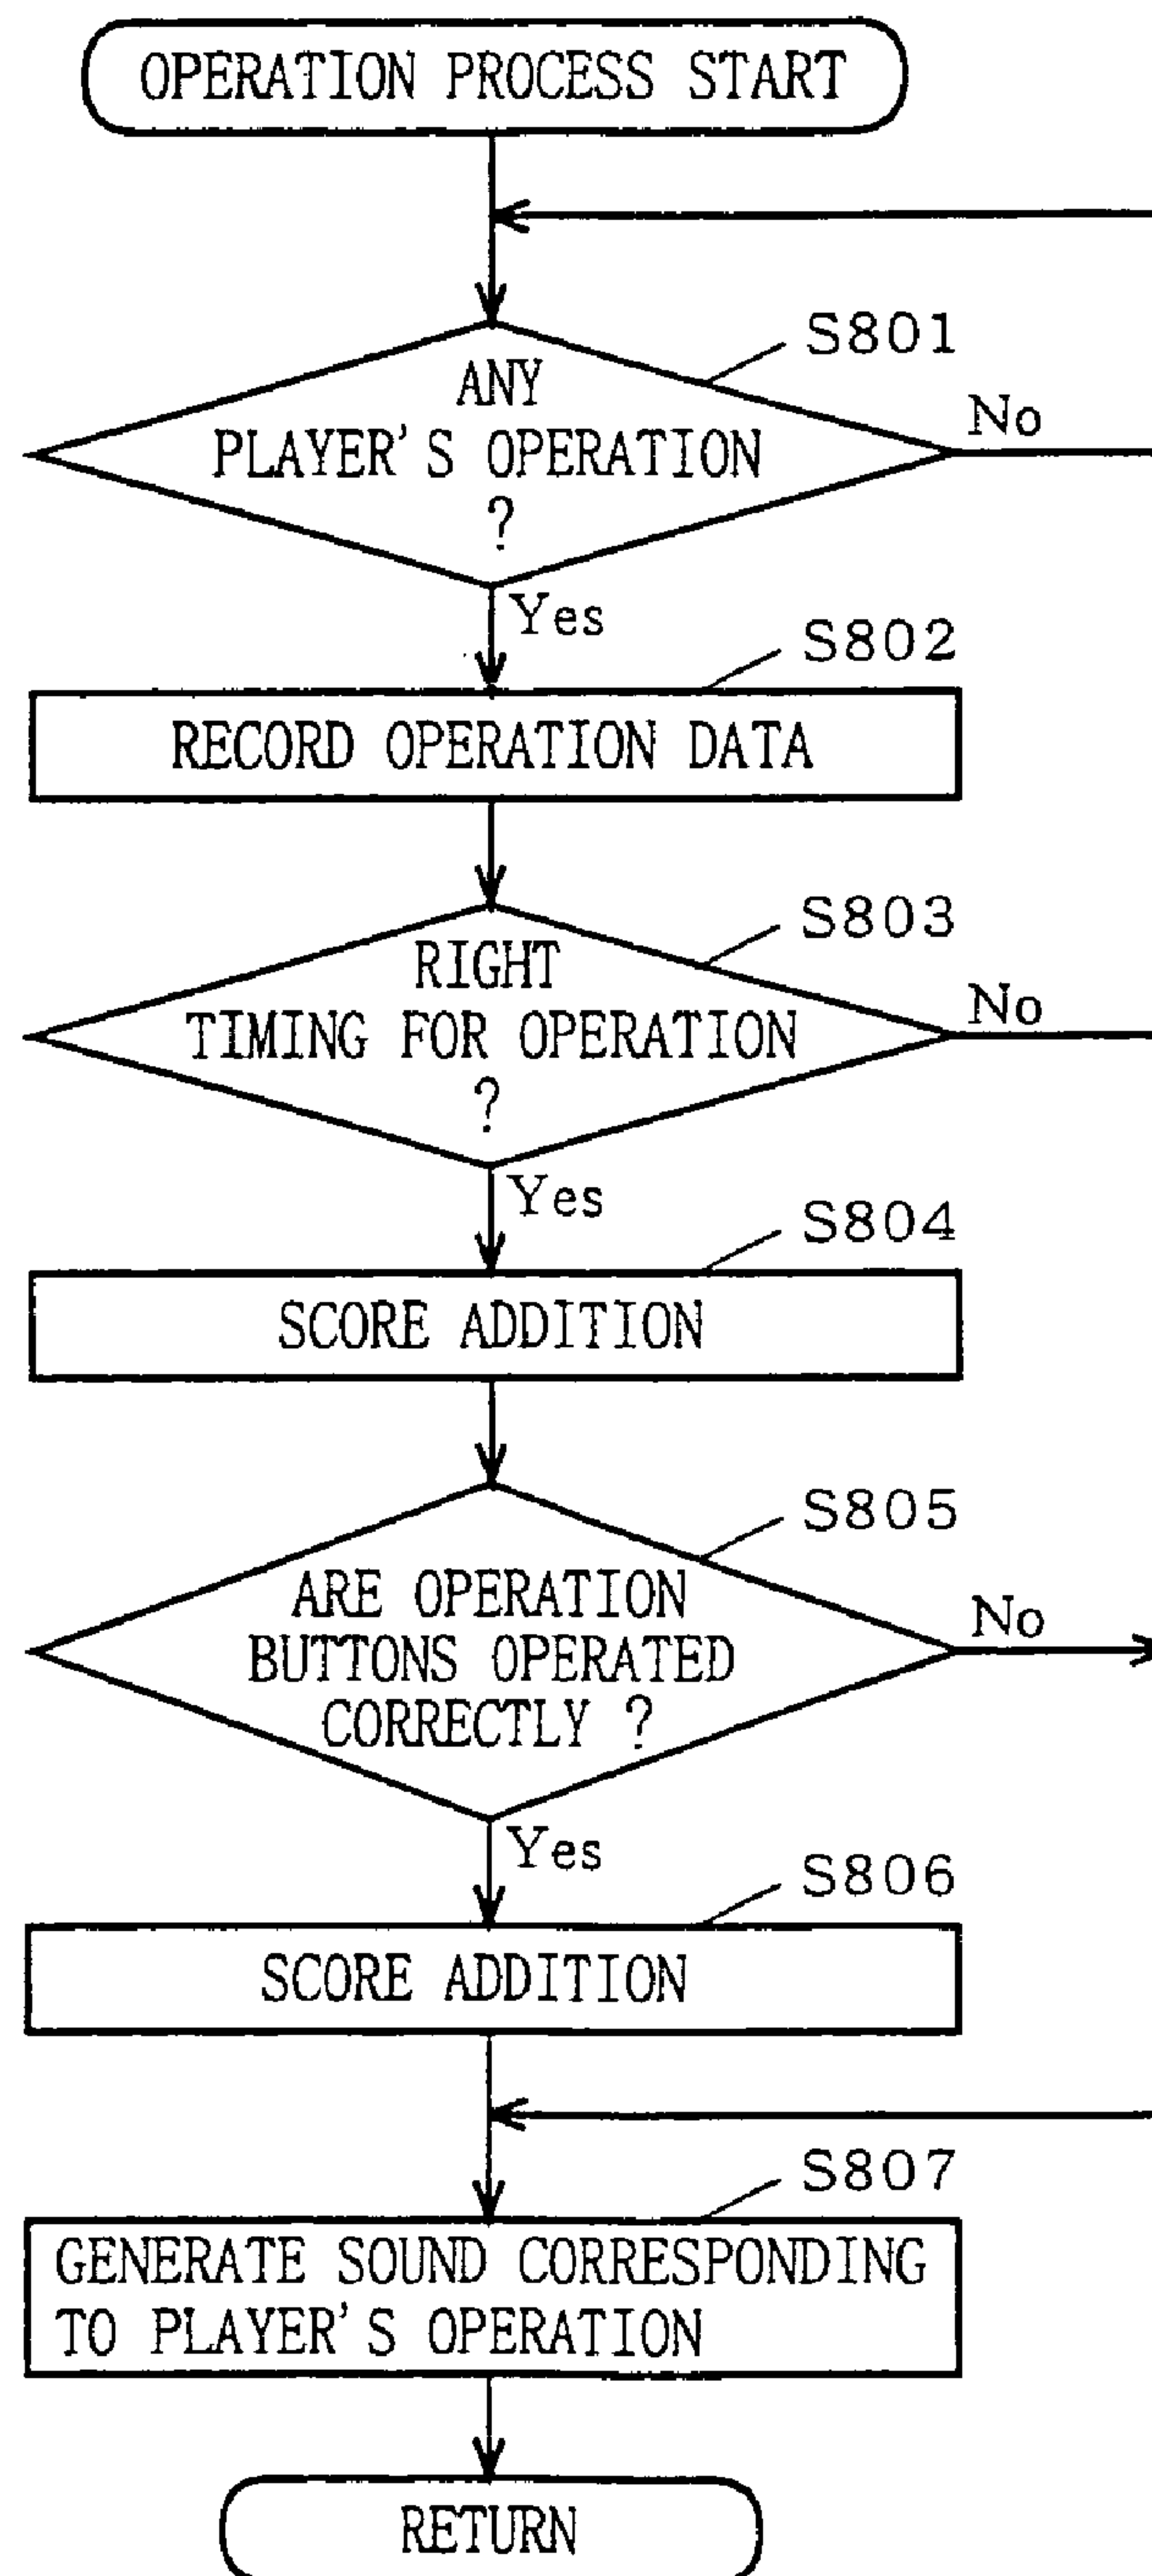 OPERATION PROCESS START
S801
ANY
PLAYER'S OPERATION
?
No
Yes
S802
RECORD OPERATION DATA
S803
RIGHT
TIMING FOR OPERATION
?
No
Yes
S804
SCORE ADDITION
S805
ARE OPERATION
BUTTONS OPERATED
CORRECTLY ?
No
Yes
S806
SCORE ADDITION
S807
GENERATE SOUND CORRESPONDING
TO PLAYER'S OPERATION
RETURN